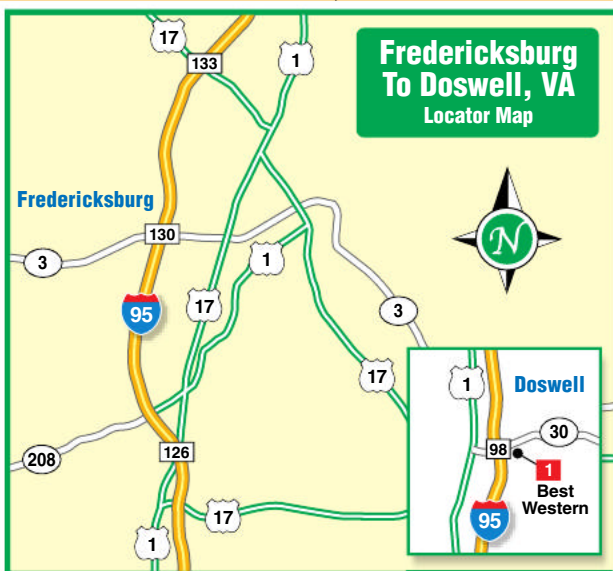 Fredericksburg
To Doswell, VA
Locator Map
17
1
133
Fredericksburg
N
130
3
1
95
17
3
17
1
Doswell
30
98
1
Best
Western
95
208
126
17
1